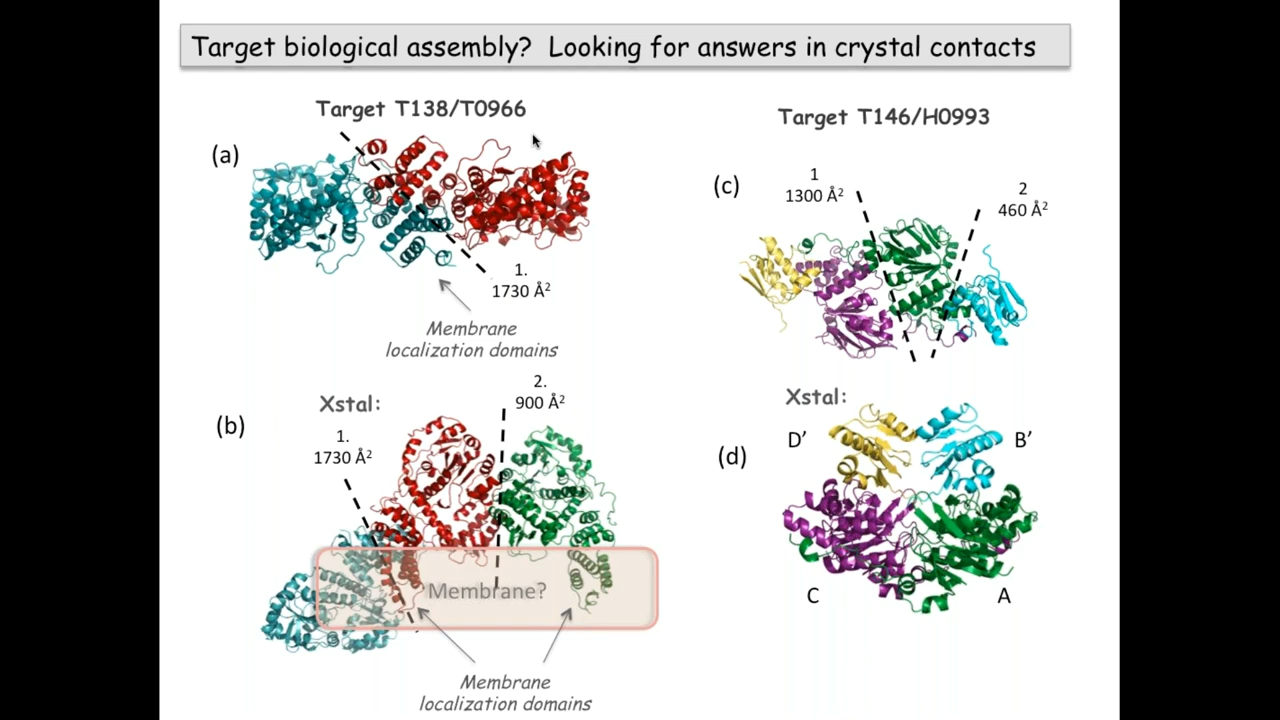 Target biological assembly?  Looking for answers in crystal contacts
Target T138/T0966
(a)
1.
1730 Å²
Membrane
localization domains
Xstal:
(b)
1.
1730 Å²
2.
900 Å²
Membrane?
Membrane
localization domains
Target T146/H0993
(c)
1
1300 Å²
2
460 Å²
Xstal:
(d)
D’
B’
C
A